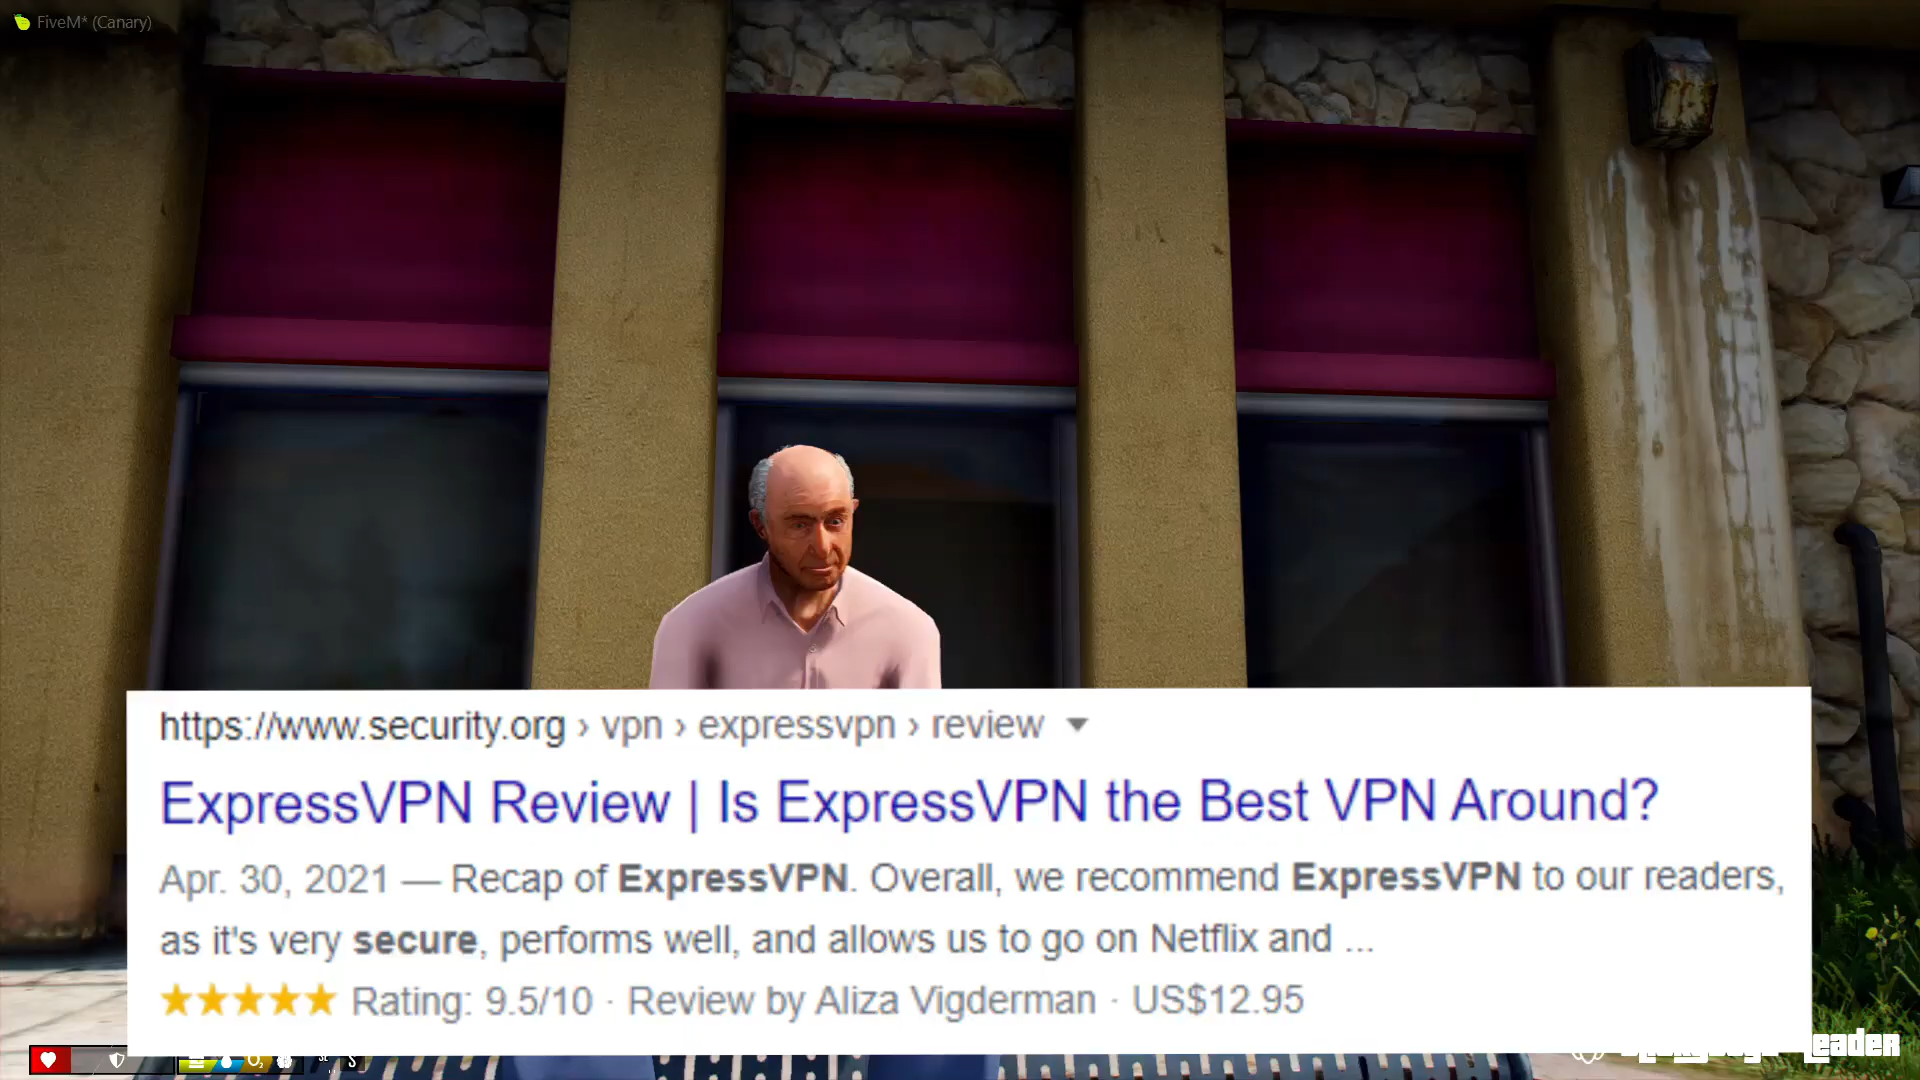 FiveM* (Canary)
https://www.security.org › vpn › expressvpn › review
ExpressVPN Review | Is ExpressVPN the Best VPN Around?
Apr. 30, 2021 — Recap of ExpressVPN. Overall, we recommend ExpressVPN to our readers,
as it's very secure, performs well, and allows us to go on Netflix and ...
Rating: 9.5/10 · Review by Aliza Vigderman · US$12.95
O₂
Leader